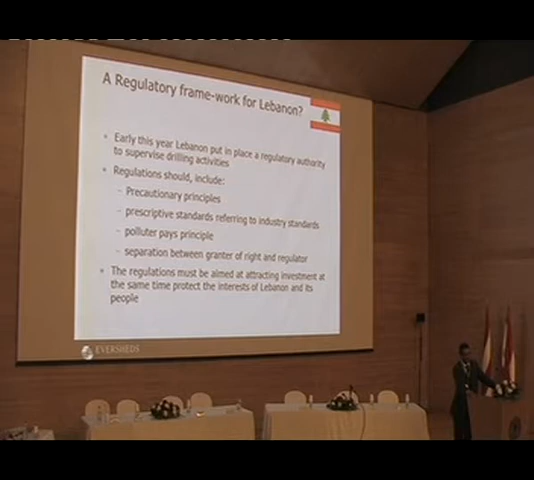 A Regulatory frame-work for Lebanon?
• Early this year Lebanon put in place a regulatory authority
to supervise drilling activities
• Regulations should, include:
– Precautionary principles
– prescriptive standards referring to industry standards
– polluter pays principle
– separation between granter of right and regulator
• The regulations must be aimed at attracting investment at
the same time protect the interests of Lebanon and its
people
EVERSHEDS